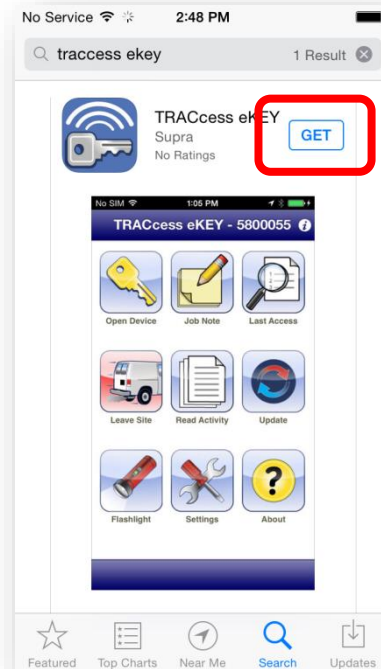 No Service 2:48 PM
traccess ekey 1 Result
TRACcess eKEY
Supra
GET
No Ratings
No SIM 1:05 PM
TRACcess eKEY - 5800055 i
Open Device Job Note Last Access
Leave Site Read Activity Update
?
Flashlight Settings About
Featured Top Charts Near Me Search Updates